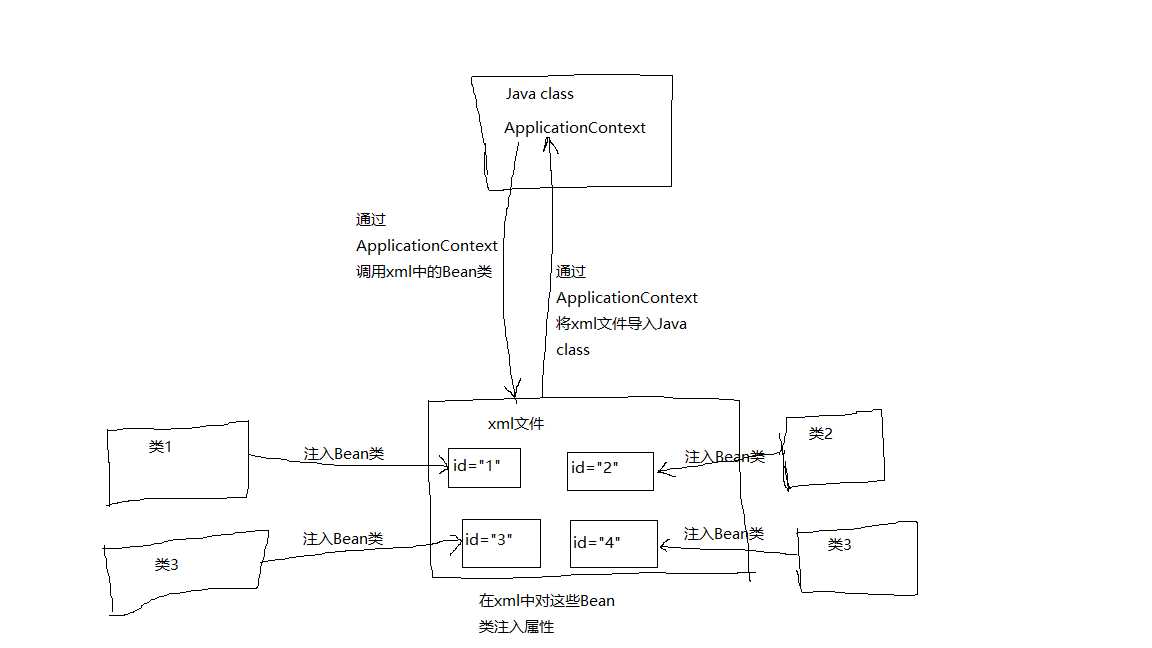 Java class
ApplicationContext
通过
ApplicationContext
调用xml中的Bean类
通过
ApplicationContext
将xml文件导入Java
class
xml文件
类1
注入Bean类
id="1"
id="2"
注入Bean类
类2
类3
注入Bean类
id="3"
id="4"
注入Bean类
类3
在xml中对这些Bean
类注入属性